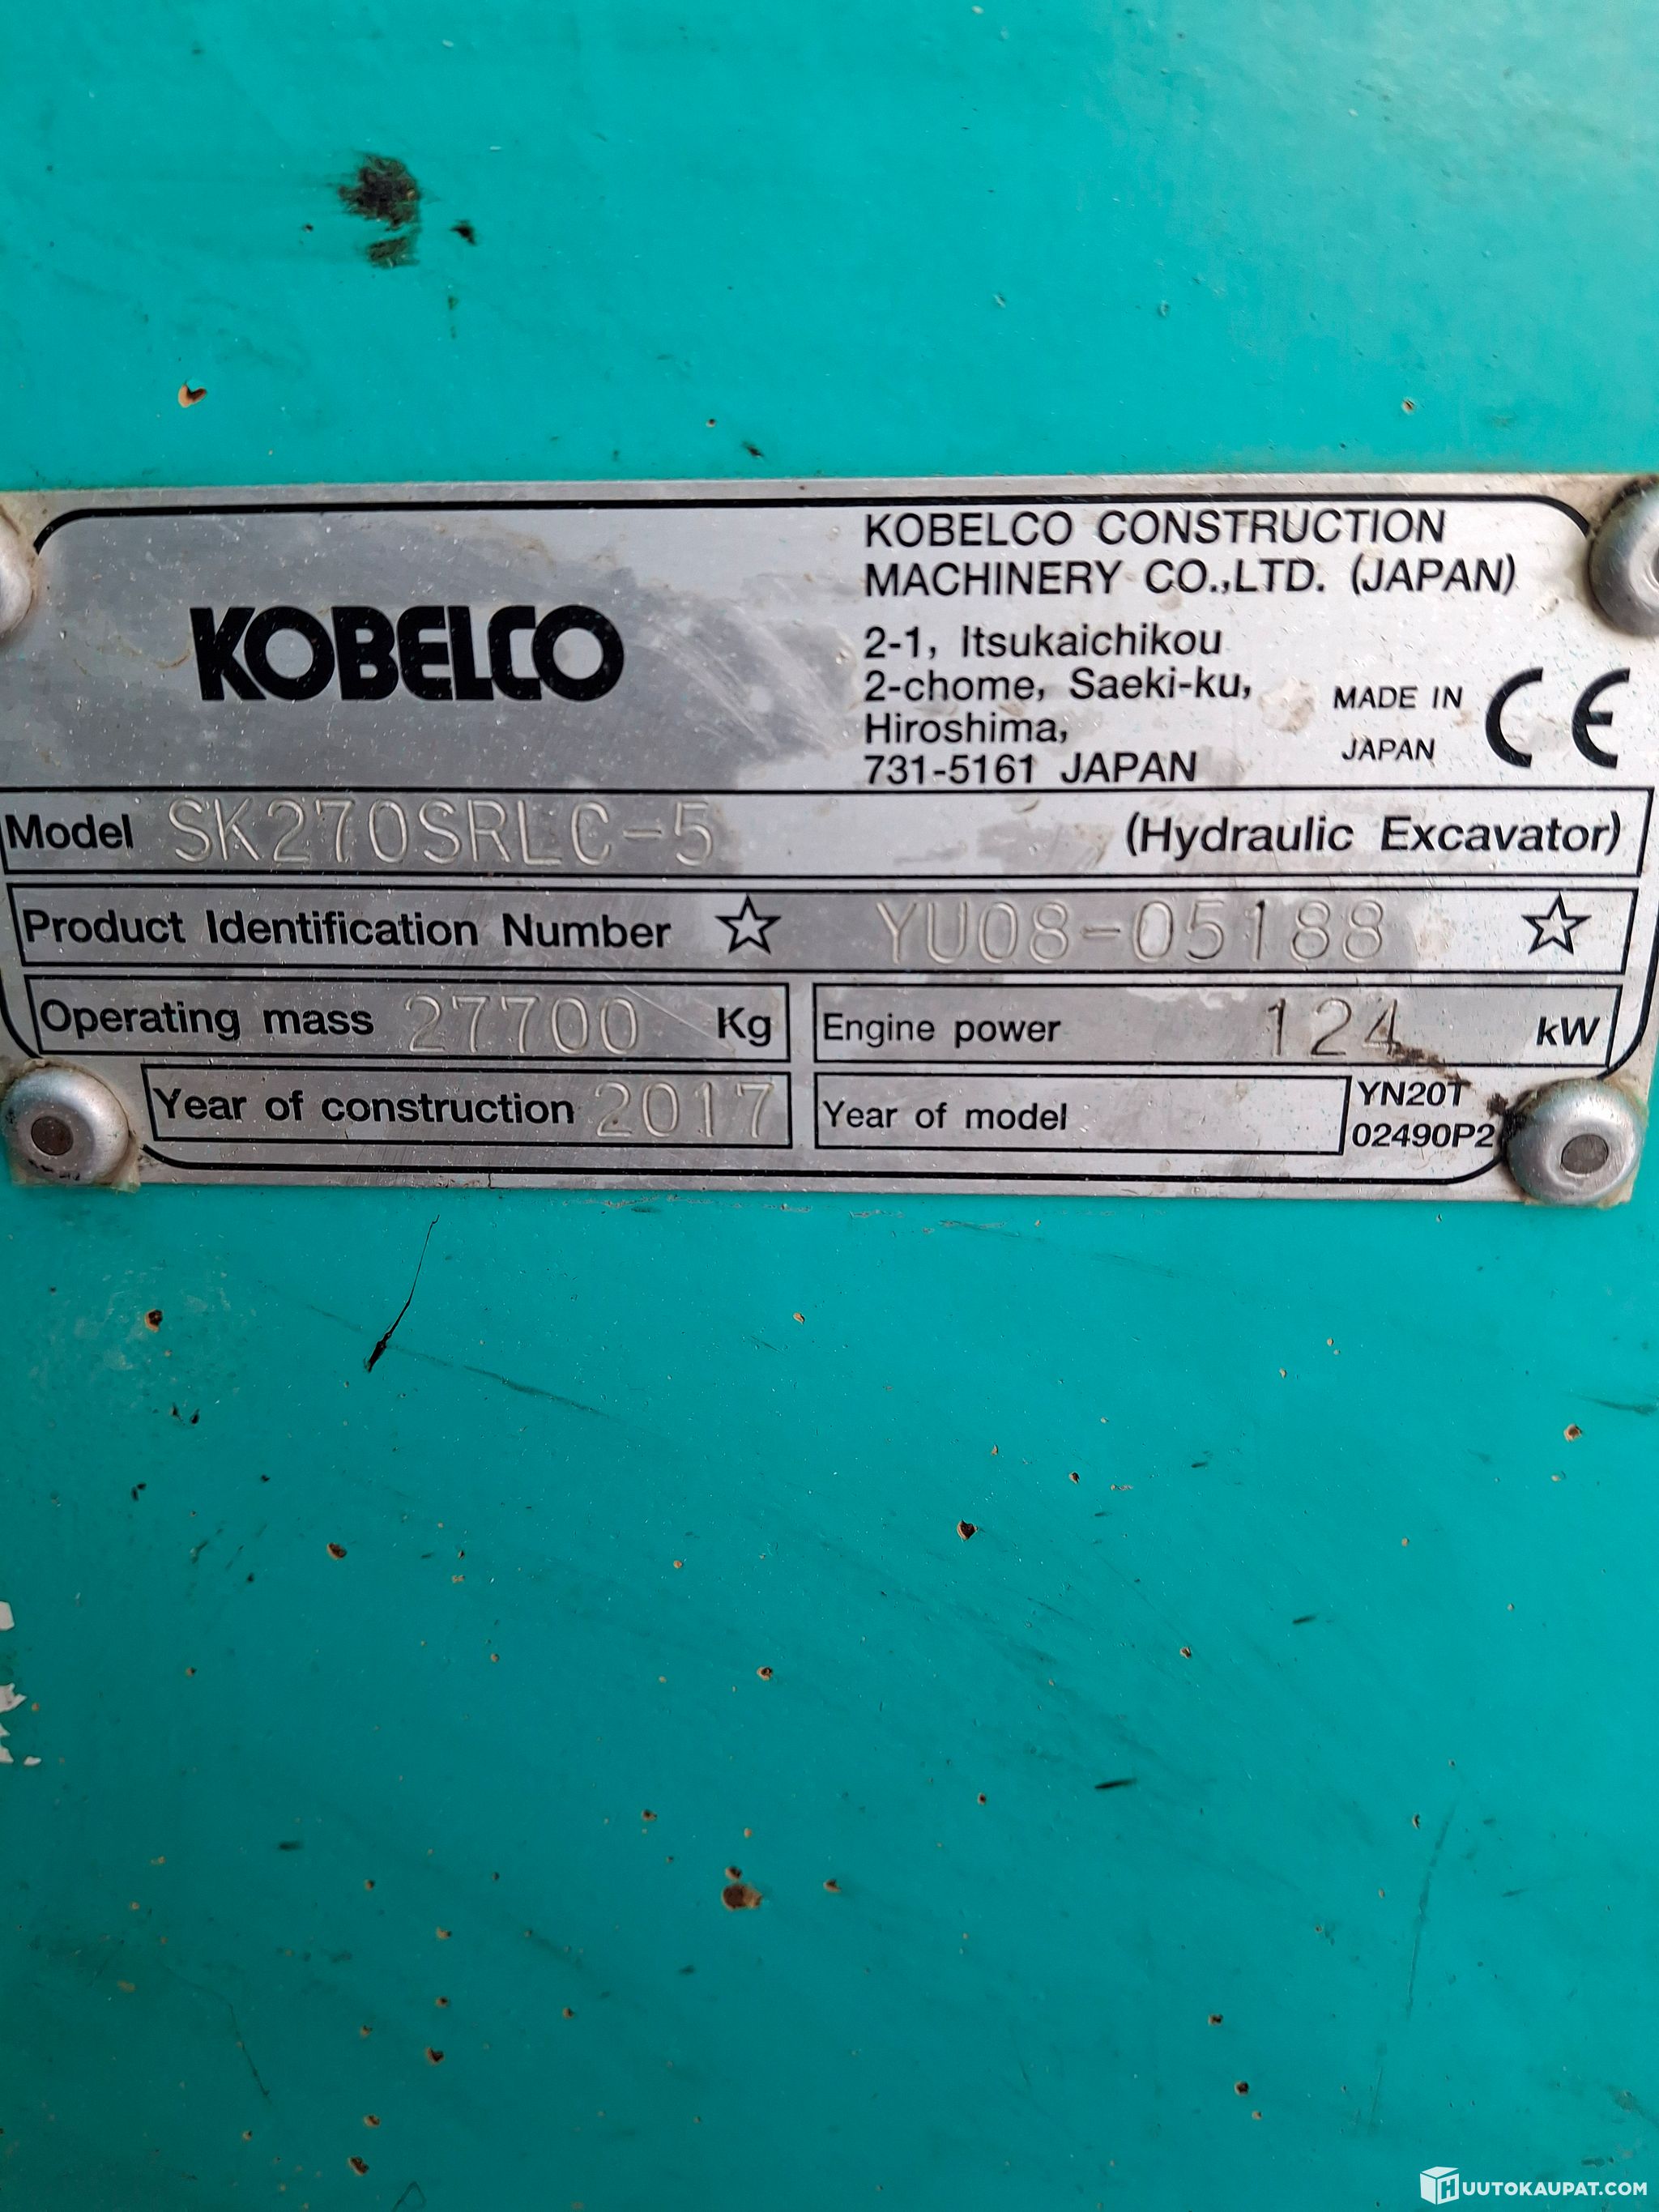 KOBELCO
KOBELCO CONSTRUCTION
MACHINERY CO.,LTD. (JAPAN)
2-1, Itsukaichikou
2-chome, Saeki-ku,
Hiroshima,
731-5161 JAPAN
MADE IN
JAPAN
CE
Model SK270SRLC-5 (Hydraulic Excavator)
Product Identification Number ☆ YU08-05188 ☆
Operating mass 27700 Kg
Engine power 124 kW
Year of construction 2017
Year of model
YN20T
02490P2
HUUTOKAUPAT.COM